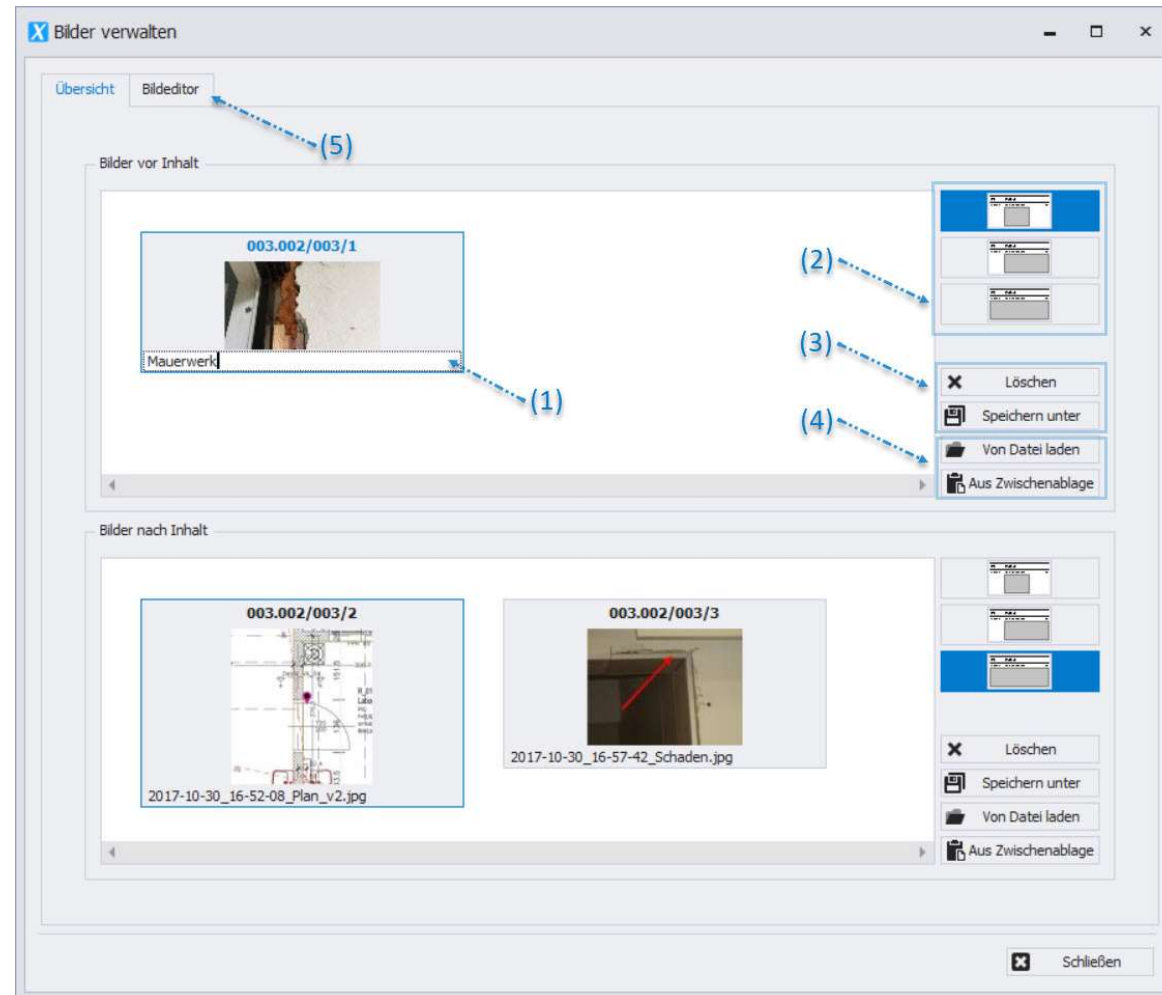 Bilder verwalten
Übersicht Bildeditor
(5)
Bilder vor Inhalt
003.002/003/1
Mauerwerk
(1)
(2)
(3)
Löschen
Speichern unter
(4)
Von Datei laden
Aus Zwischenablage
Bilder nach Inhalt
003.002/003/2
2017-10-30_16-52-08_Plan_v2.jpg
003.002/003/3
2017-10-30_16-57-42_Schaden.jpg
Löschen
Speichern unter
Von Datei laden
Aus Zwischenablage
Schließen